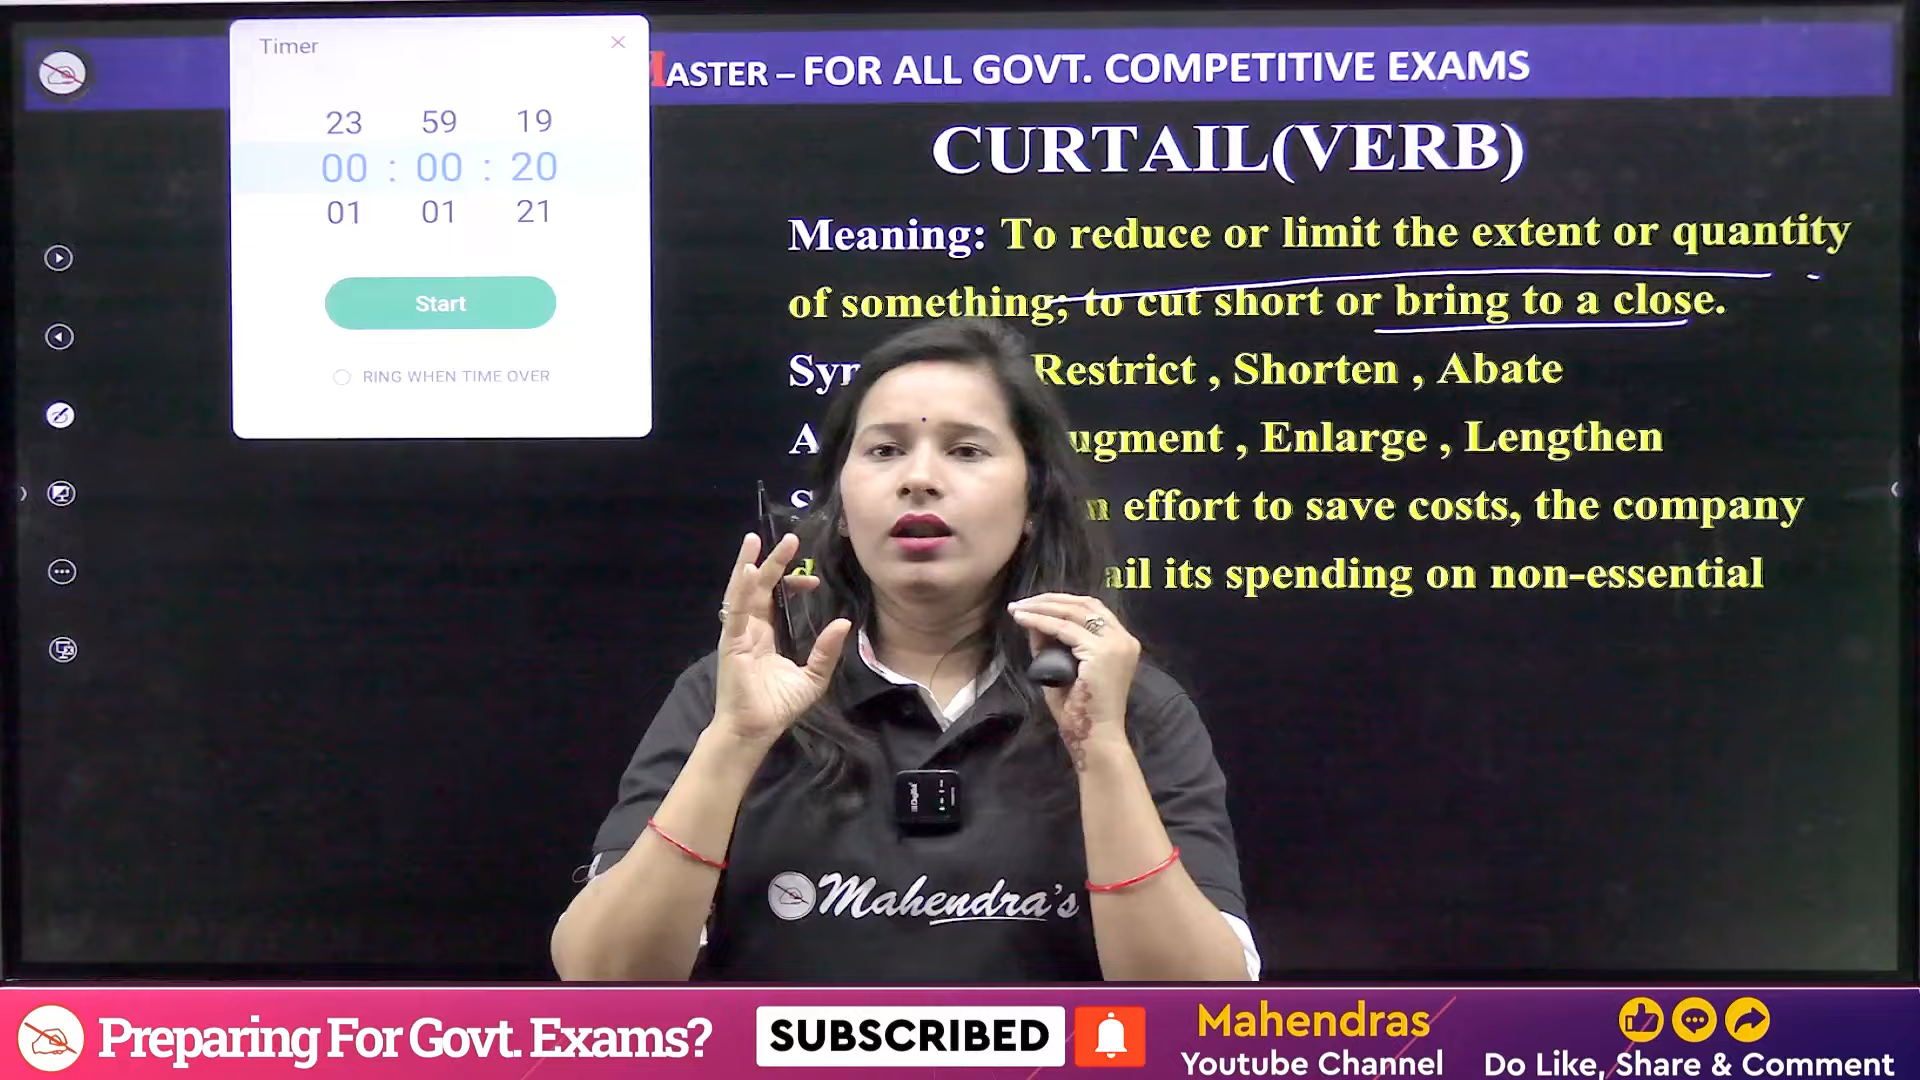 Timer
23 59 19
00 : 00 : 20
01 01 21
Start
RING WHEN TIME OVER
MASTER – FOR ALL GOVT. COMPETITIVE EXAMS
CURTAIL(VERB)
Meaning: To reduce or limit the extent or quantity
of something; to cut short or bring to a close.
Restrict , Shorten , Abate
Enlarge , Lengthen
effort to save costs, the company
its spending on non-essential
Mahendra's
Preparing For Govt. Exams?
SUBSCRIBED
Mahendras
Youtube Channel
Do Like, Share & Comment